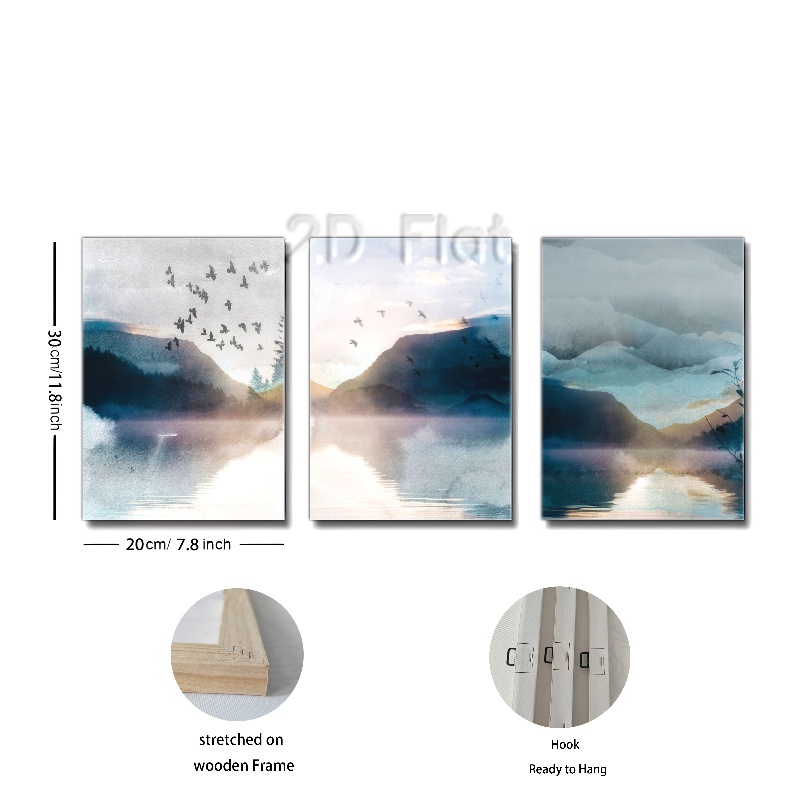 2D Flat
30cm/11.8inch
20cm/ 7.8 inch
stretched on
wooden Frame
Hook
Ready to Hang